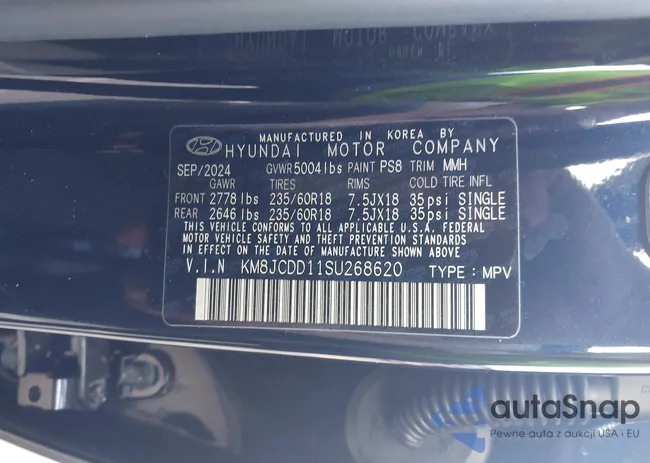 MANUFACTURED IN KOREA BY
HYUNDAI MOTOR COMPANY
SEP/2024 GVWR 5004lbs PAINT PS8 TRIM MMH
GAWR TIRES RIMS COLD TIRE INFL
FRONT 2778 lbs 235/60R18 7.5JX18 35psi SINGLE
REAR 2646 lbs 235/60R18 7.5JX18 35psi SINGLE
THIS VEHICLE CONFORMS TO ALL APPLICABLE U.S.A. FEDERAL
MOTOR VEHICLE SAFETY AND THEFT PREVENTION STANDARDS IN
EFFECT ON THE DATE OF MANUFACTURE SHOWN ABOVE.
V.I.N KM8JCDD11SU268620 TYPE : MPV
autoSnap
Pewne auta z aukcji USA i EU